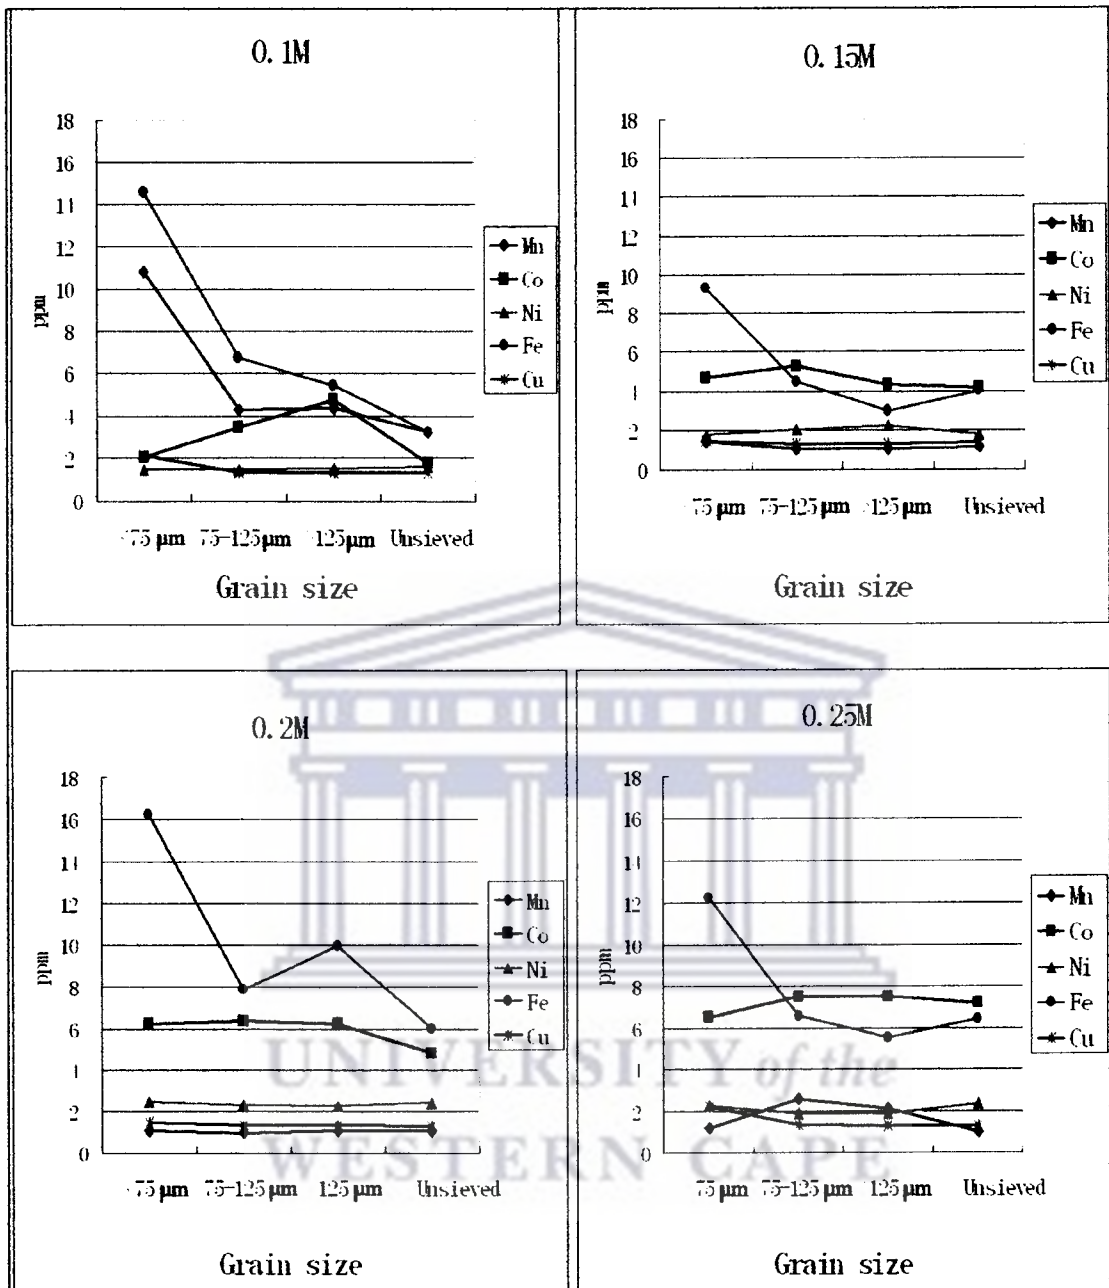 0.1M
18
16
14
12
10
8
6
4
2
0
ppm
75 μm 75-125μm 125μm Unsieved
Grain size
Mn
Co
Ni
Fe
Cu
0.15M
18
16
14
12
10
8
6
4
2
0
ppm
75 μm 75-125μm 125μm Unsieved
Grain size
Mn
Co
Ni
Fe
Cu
0.2M
18
16
14
12
10
8
6
4
2
0
ppm
75 μm 75-125μm 125μm Unsieved
Grain size
Mn
Co
Ni
Fe
Cu
0.25M
18
16
14
12
10
8
6
4
2
0
ppm
75 μm 75-125μm 125μm Unsieved
Grain size
Mn
Co
Ni
Fe
Cu
UNIVERSITY of the
WESTERN CAPE